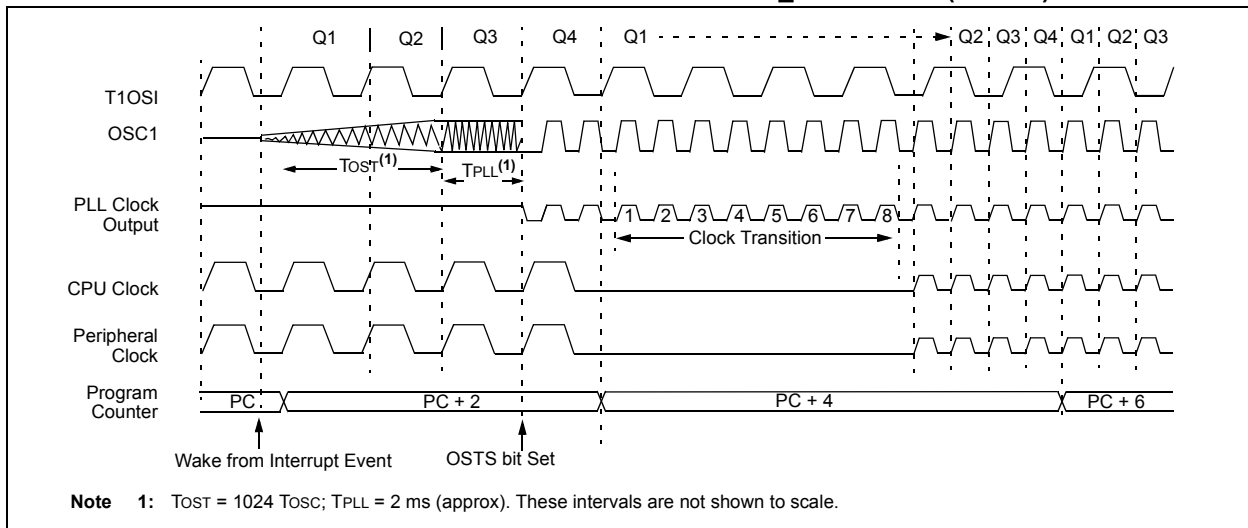 Q1 Q2 Q3 Q4 Q1 Q2 Q3 Q4 Q1 Q2 Q3
T1OSI
OSC1
TOST(1) TPLL(1)
PLL Clock
Output
1 2 3 4 5 6 7 8
Clock Transition
CPU Clock
Peripheral
Clock
Program
Counter
PC PC + 2 PC + 4 PC + 6
Wake from Interrupt Event OSTS bit Set
Note 1: TOST = 1024 TOSC; TPLL = 2 ms (approx). These intervals are not shown to scale.